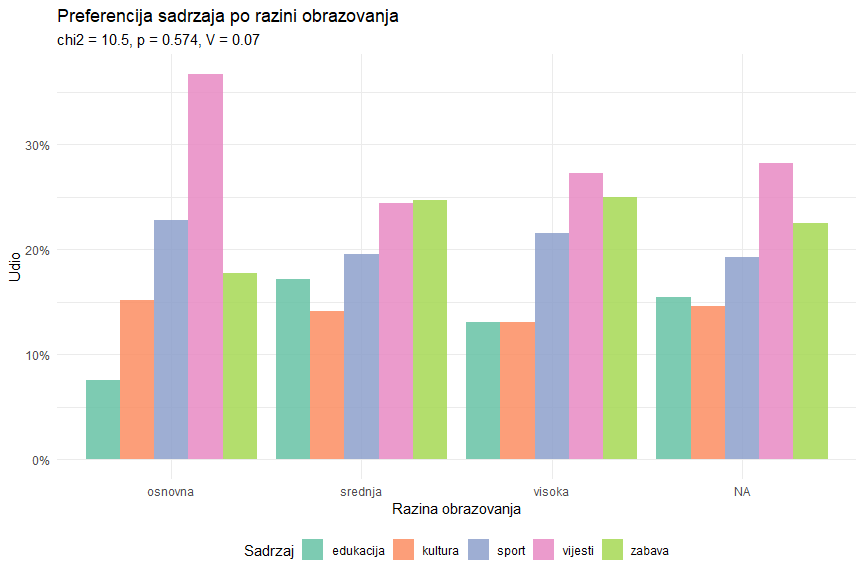 Preferencija sadrzaja po razini obrazovanja
chi2 = 10.5, p = 0.574, V = 0.07
Udio
30%
20%
10%
0%
osnovna srednja visoka NA
Razina obrazovanja
Sadrzaj edukacija kultura sport vijesti zabava